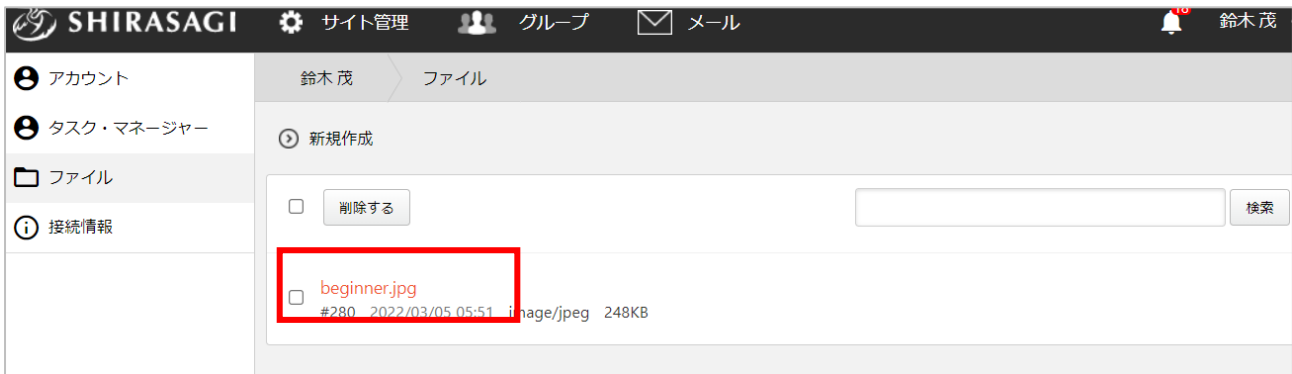 SHIRASAGI サイト管理 グループ メール 鈴木 茂
アカウント
タスク・マネージャー
ファイル
接続情報
鈴木 茂 ファイル
新規作成
削除する 検索
beginner.jpg
#280 2022/03/05 05:51 image/jpeg 248KB